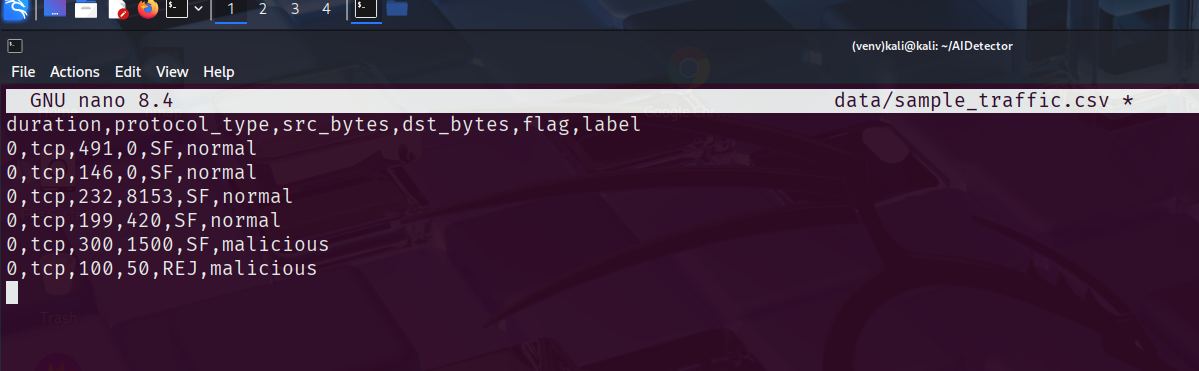 1 2 3 4
(venv)kali@kali: ~/AIDetector
File Actions Edit View Help
GNU nano 8.4 data/sample_traffic.csv *
duration,protocol_type,src_bytes,dst_bytes,flag,label
0,tcp,491,0,SF,normal
0,tcp,146,0,SF,normal
0,tcp,232,8153,SF,normal
0,tcp,199,420,SF,normal
0,tcp,300,1500,SF,malicious
0,tcp,100,50,REJ,malicious
Trash